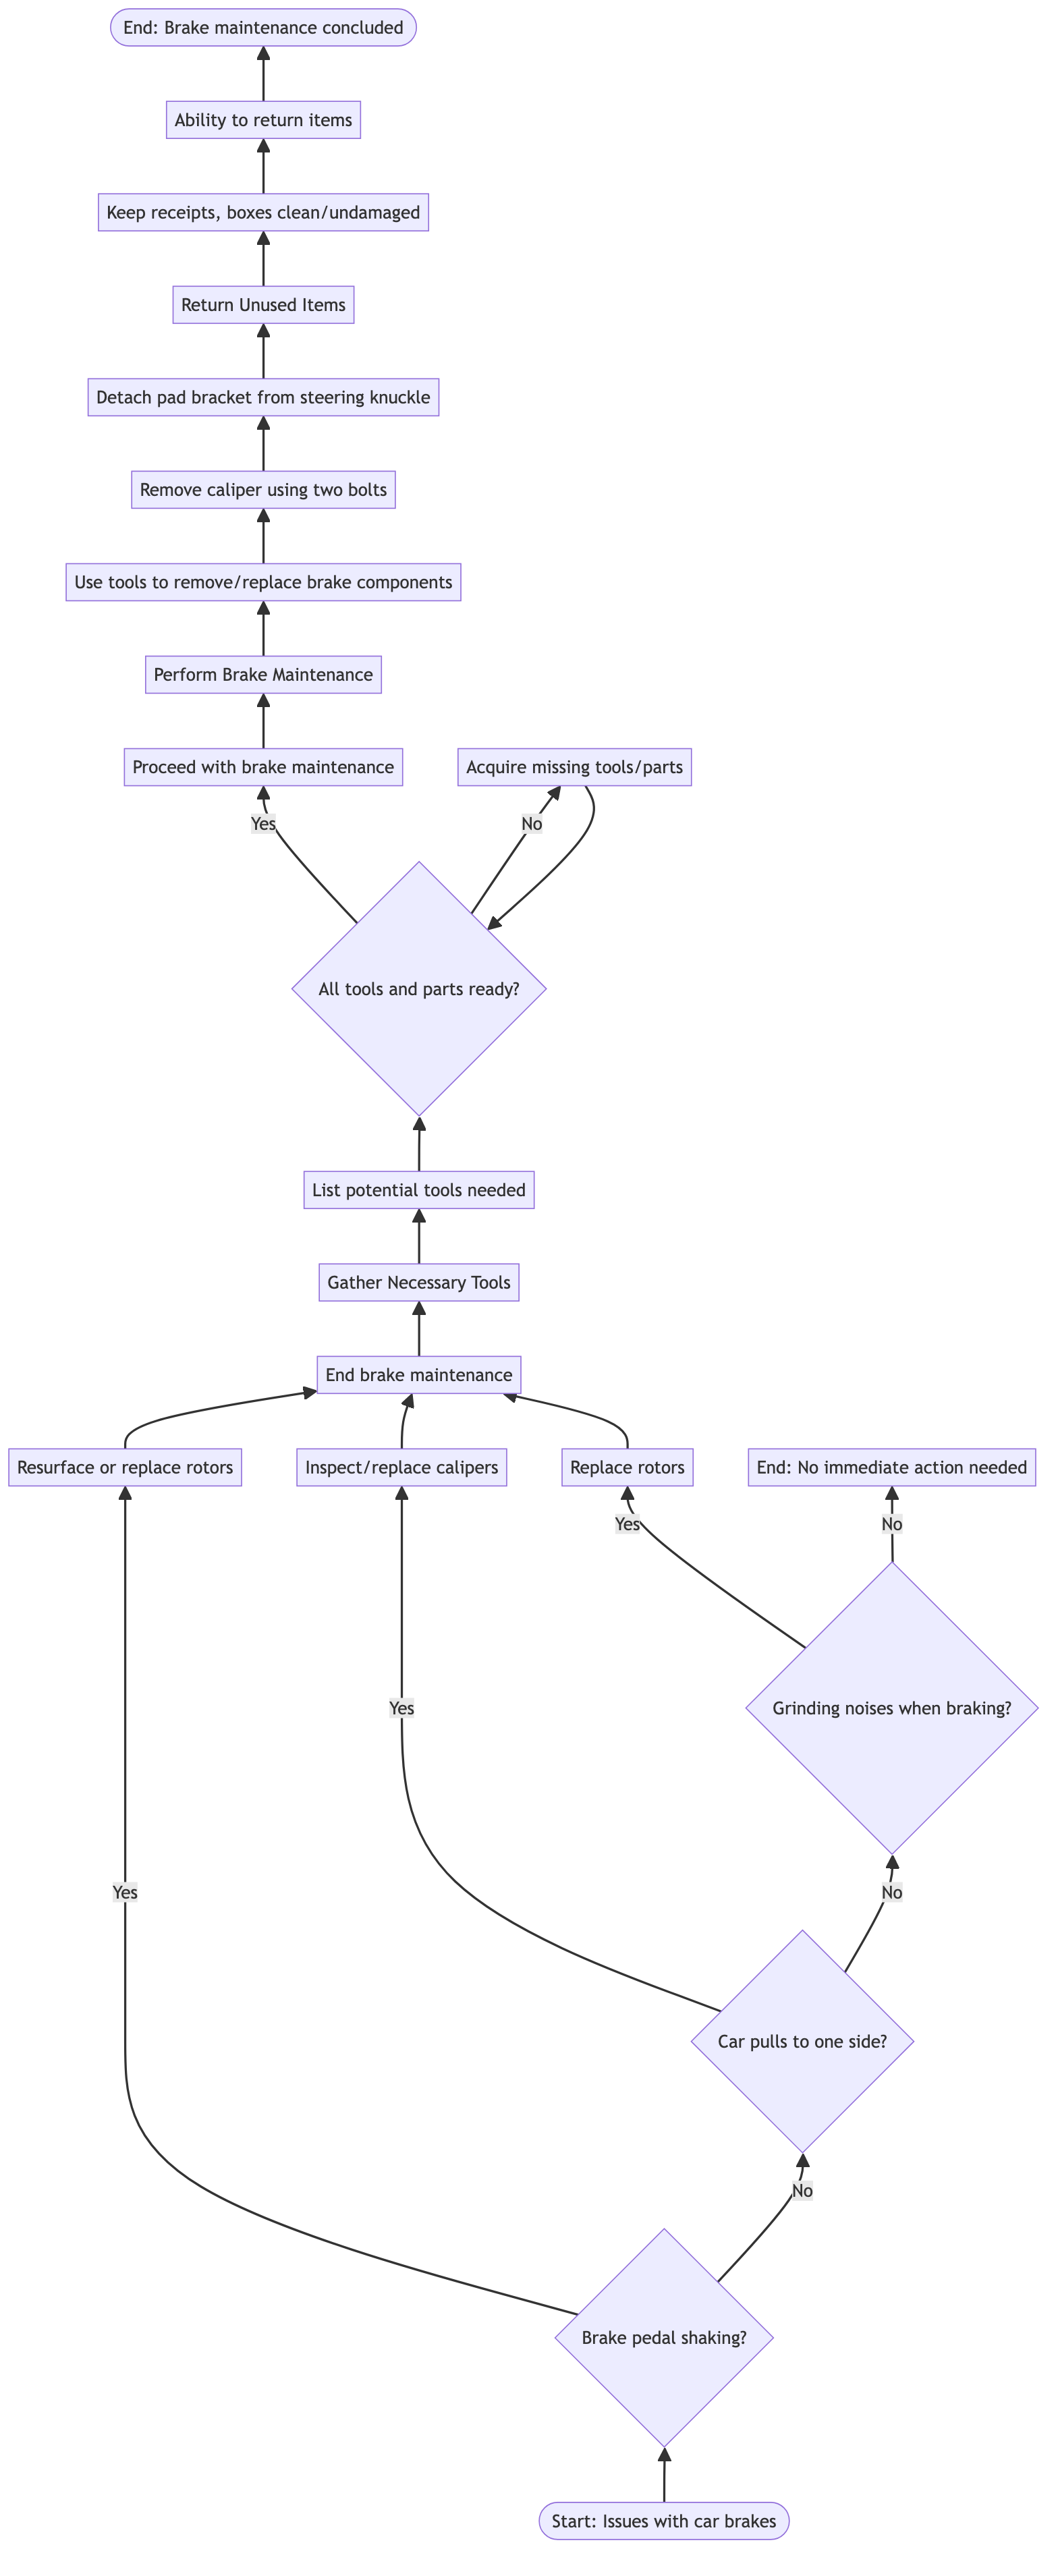 End: Brake maintenance concluded
Ability to return items
Keep receipts, boxes clean/undamaged
Return Unused Items
Detach pad bracket from steering knuckle
Remove caliper using two bolts
Use tools to remove/replace brake components
Perform Brake Maintenance
Proceed with brake maintenance
Acquire missing tools/parts
Yes
No
All tools and parts ready?
List potential tools needed
Gather Necessary Tools
End brake maintenance
Resurface or replace rotors
Inspect/replace calipers
Replace rotors
End: No immediate action needed
Yes
No
Grinding noises when braking?
Yes
Yes
No
Car pulls to one side?
No
Brake pedal shaking?
Start: Issues with car brakes